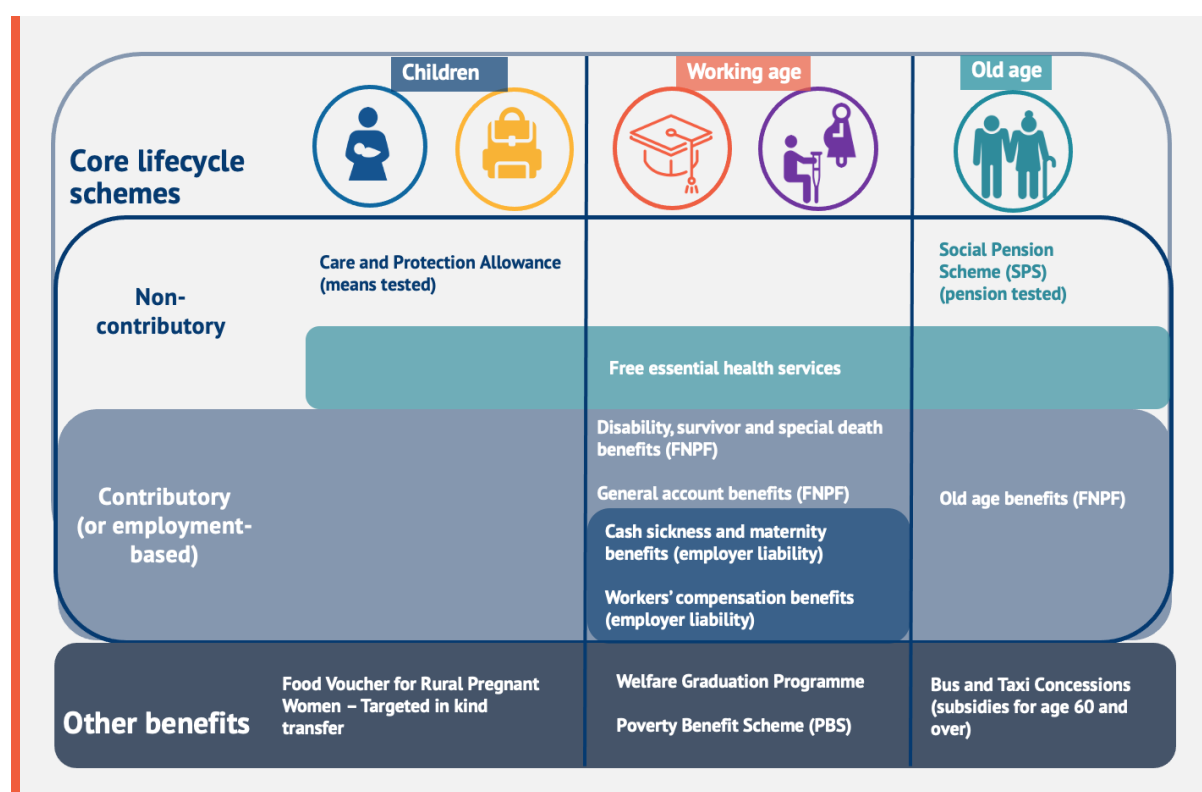 Children
Working age
Old age
Core lifecycle
schemes
Non-
contributory
Care and Protection Allowance
(means tested)
Social Pension
Scheme (SPS)
(pension tested)
Free essential health services
Contributory
(or employment-
based)
Disability, survivor and special death
benefits (FNPF)
General account benefits (FNPF)
Cash sickness and maternity
benefits (employer liability)
Workers’ compensation benefits
(employer liability)
Old age benefits (FNPF)
Other benefits
Food Voucher for Rural Pregnant
Women – Targeted in kind
transfer
Welfare Graduation Programme
Poverty Benefit Scheme (PBS)
Bus and Taxi Concessions
(subsidies for age 60 and
over)